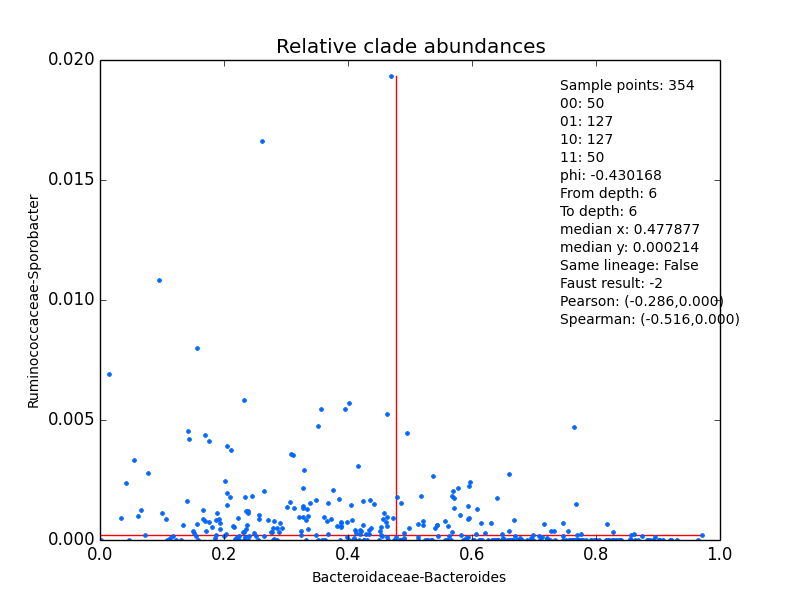 Relative clade abundances
0.020
0.015
0.010
0.005
0.000
Ruminococcaceae-Sporobacter
Sample points: 354
00: 50
01: 127
10: 127
11: 50
phi: -0.430168
From depth: 6
To depth: 6
median x: 0.477877
median y: 0.000214
Same lineage: False
Faust result: -2
Pearson: (-0.286,0.000)
Spearman: (-0.516,0.000)
0.0 0.2 0.4 0.6 0.8 1.0
Bacteroidaceae-Bacteroides